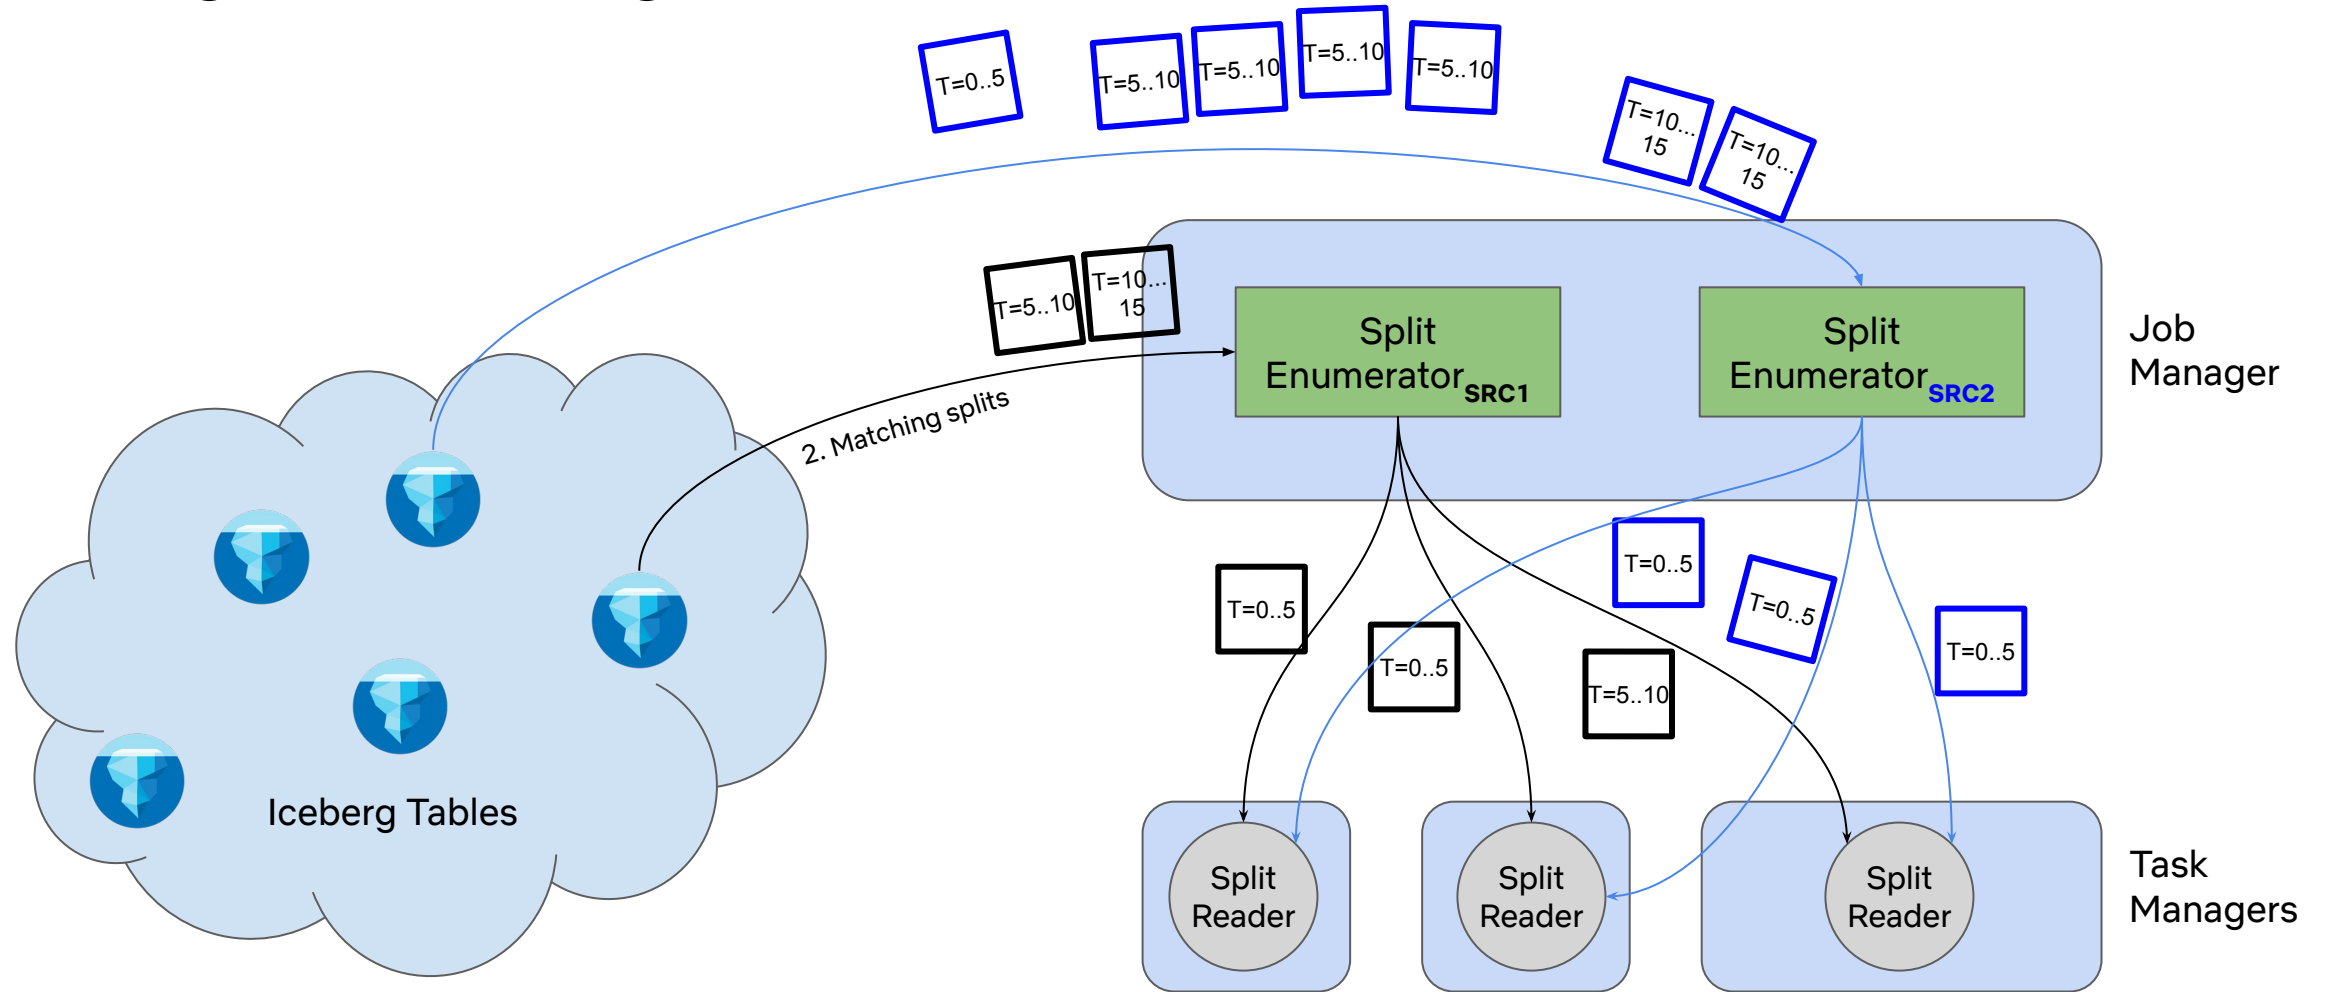 T=0..5
T=5..10
T=5..10
T=5..10
T=5..10
T=10...
15
T=10...
15
T=5..10
T=10...
15
2. Matching splits
Split
Enumerator SRC1
Split
Enumerator SRC2
Job
Manager
T=0..5
T=0..5
T=5..10
T=0..5
T=0..5
T=0..5
Iceberg Tables
Split
Reader
Split
Reader
Split
Reader
Task
Managers